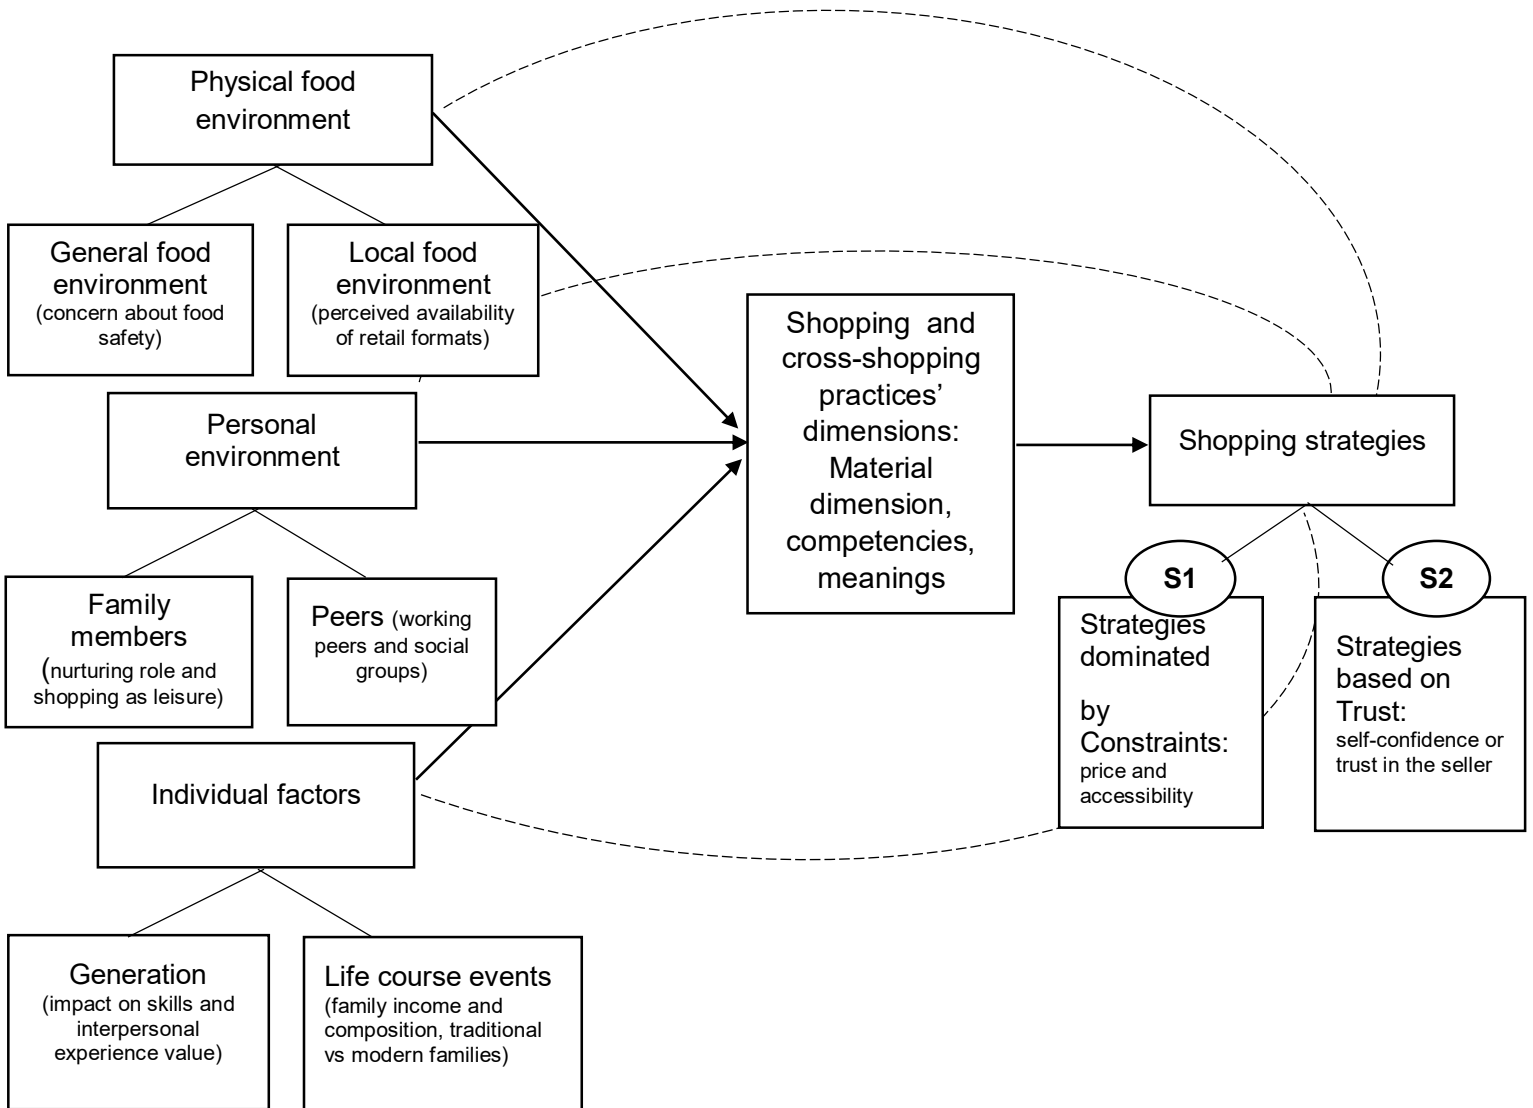 Physical food
environment
General food
environment
(concern about food
safety)
Local food
environment
(perceived availability
of retail formats)
Personal
environment
Family
members
(nurturing role and
shopping as leisure)
Peers (working
peers and social
groups)
Individual factors
Generation
(impact on skills and
interpersonal
experience value)
Life course events
(family income and
composition, traditional
vs modern families)
Shopping and
cross-shopping
practices’
dimensions:
Material
dimension,
competencies,
meanings
Shopping strategies
S1
Strategies
dominated
by
Constraints:
price and
accessibility
S2
Strategies
based on
Trust:
self-confidence or
trust in the seller